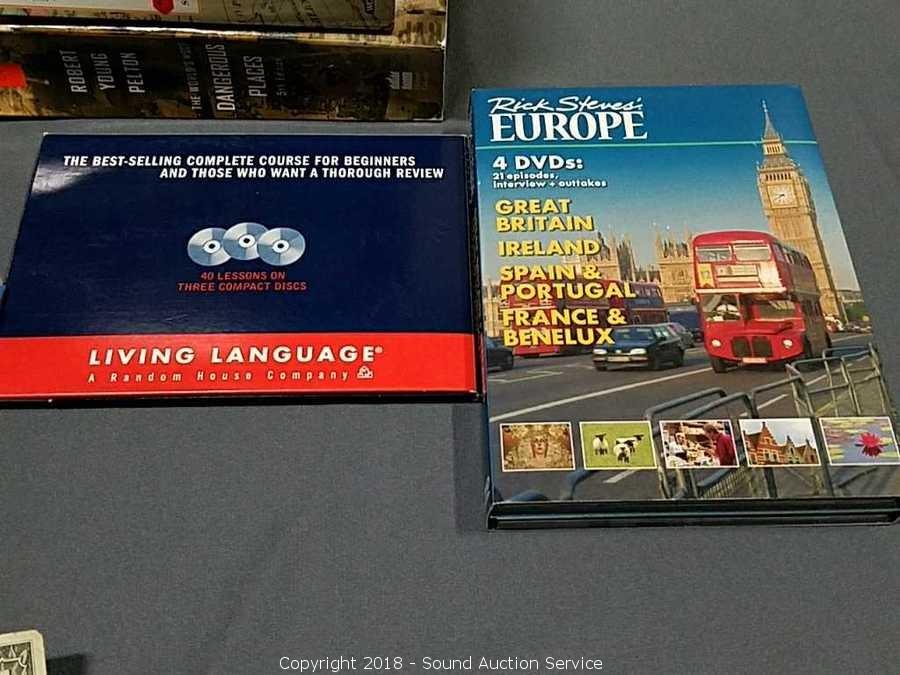 ROBERT
YOUNG
PELTON
THE WORLD'S MOST
DANGEROUS
PLACES
5th Edition
THE BEST-SELLING COMPLETE COURSE FOR BEGINNERS
AND THOSE WHO WANT A THOROUGH REVIEW
40 LESSONS ON
THREE COMPACT DISCS
LIVING LANGUAGE®
A Random House Company
Rick Steves'
EUROPE
4 DVDs:
21 episodes,
interview + outtakes
GREAT
BRITAIN
IRELAND
SPAIN &
PORTUGAL
FRANCE &
BENELUX
Copyright 2018 - Sound Auction Service